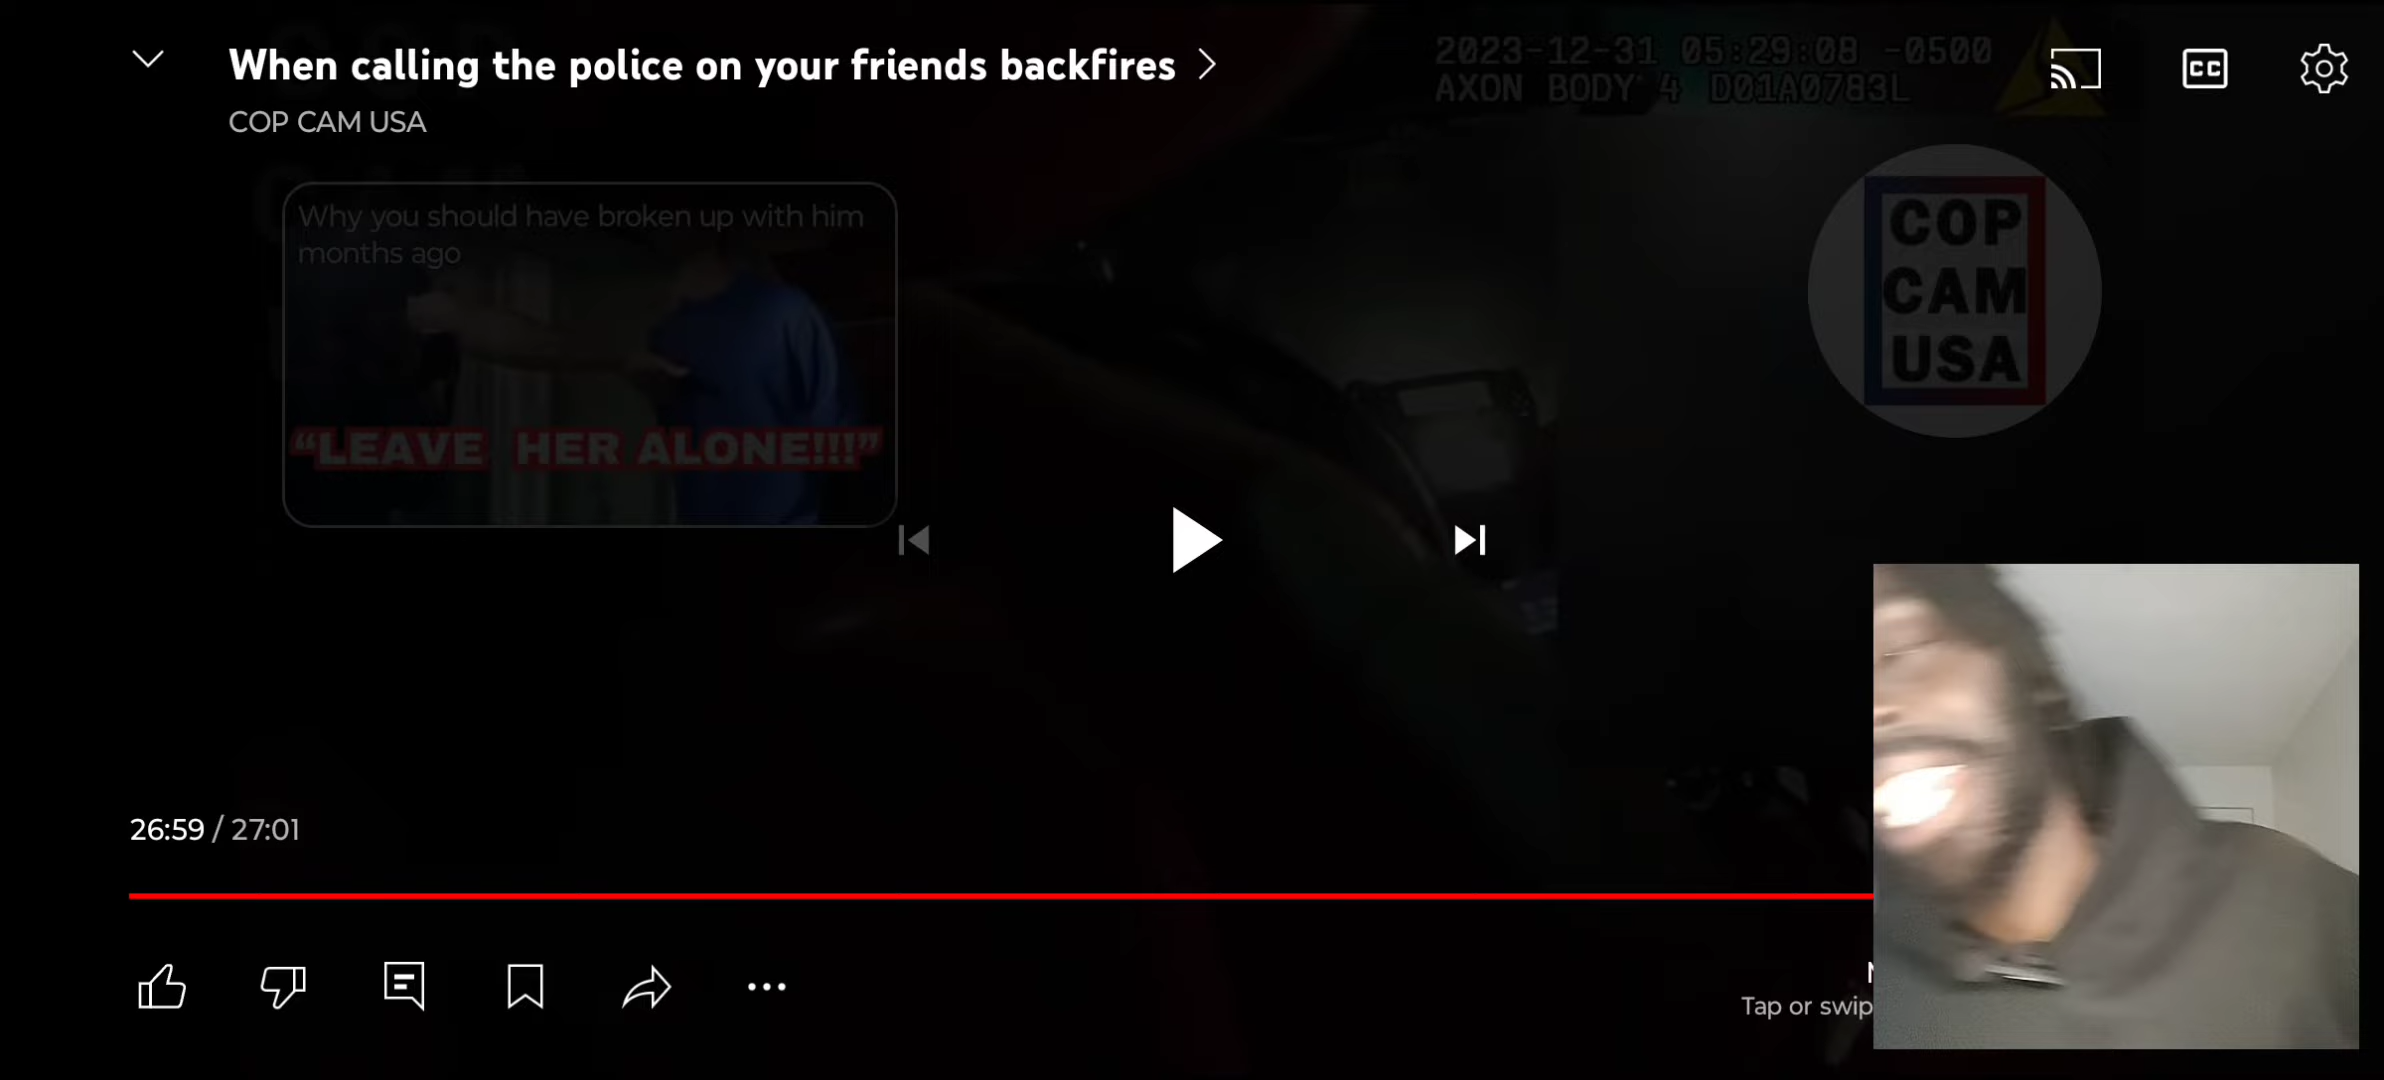 When calling the police on your friends backfires
COP CAM USA
2023-12-31 05:29:08 -0500
AXON BODY 4 D01A0783L
CC
Why you should have broken up with him
months ago
"LEAVE HER ALONE!!!"
COP
CAM
USA
26:59 / 27:01
Tap or swip